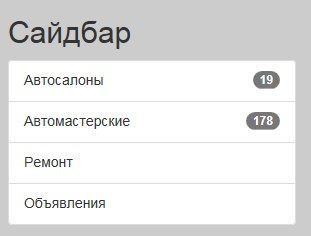 Сайдбар
Автосалоны 19
Автомастерские 178
Ремонт
Объявления